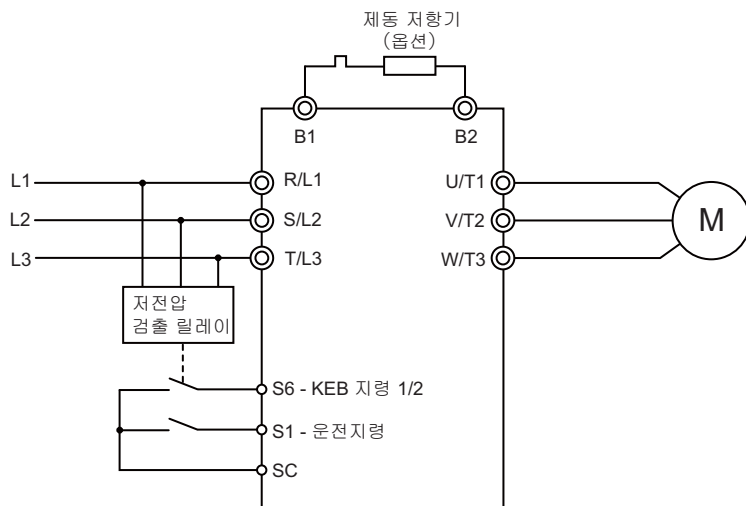 제동 저항기
(옵션)
B1
B2
L1
R/L1
U/T1
L2
S/L2
V/T2
M
L3
T/L3
W/T3
저전압
검출 릴레이
S6 - KEB 지령 1/2
S1 - 운전지령
SC